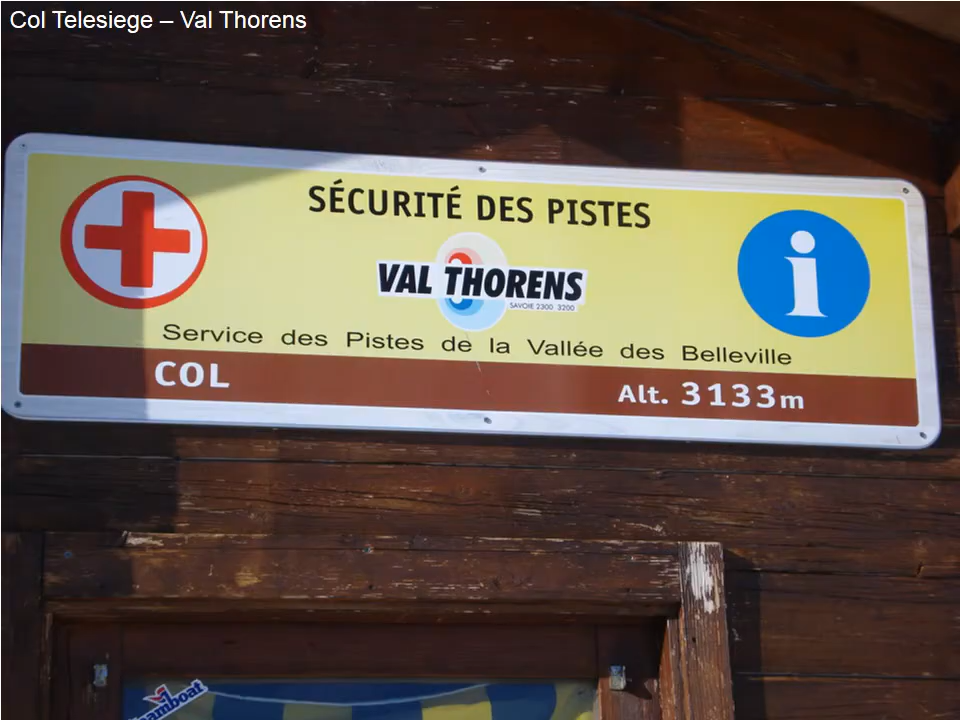 Col Telesiege – Val Thorens
SÉCURITÉ DES PISTES
VAL THORENS
SAVOIE 2300 3200
Service des Pistes de la Vallée des Belleville
COL
Alt. 3133m